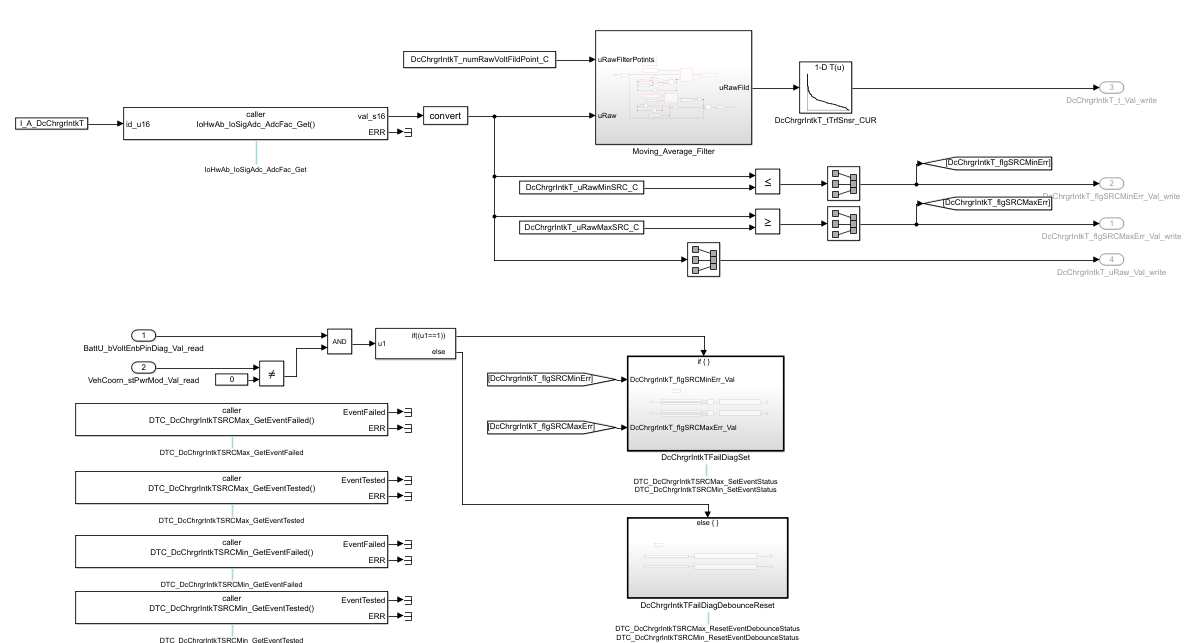 DcChrgrIntkT_numRawVoltFildPoint_C
uRawFilterPotints
uRawFild
uRaw
Moving_Average_Filter
1-D T(u)
DcChrgrIntkT_tTrfSnsr_CUR
3
DcChrgrIntkT_t_Val_write
I_A_DcChrgrIntkT
id_u16
caller
IoHwAb_IoSigAdc_AdcFac_Get()
val_s16
ERR
convert
IoHwAb_IoSigAdc_AdcFac_Get
DcChrgrIntkT_uRawMinSRC_C
≤
[DcChrgrIntkT_flgSRCMinErr]
2
DcChrgrIntkT_flgSRCMinErr_Val_write
DcChrgrIntkT_uRawMaxSRC_C
≥
[DcChrgrIntkT_flgSRCMaxErr]
1
DcChrgrIntkT_flgSRCMaxErr_Val_write
4
DcChrgrIntkT_uRaw_Val_write
1
BattU_bVoltEnbPinDiag_Val_read
2
VehCoorn_stPwrMod_Val_read
0
≠
AND
u1
if((u1==1))
else
if { }
[DcChrgrIntkT_flgSRCMinErr]
DcChrgrIntkT_flgSRCMinErr_Val
[DcChrgrIntkT_flgSRCMaxErr]
DcChrgrIntkT_flgSRCMaxErr_Val
DcChrgrIntkTFailDiagSet
DTC_DcChrgrIntkTSRCMax_SetEventStatus
DTC_DcChrgrIntkTSRCMin_SetEventStatus
caller
DTC_DcChrgrIntkTSRCMax_GetEventFailed()
EventFailed
ERR
DTC_DcChrgrIntkTSRCMax_GetEventFailed
caller
DTC_DcChrgrIntkTSRCMax_GetEventTested()
EventTested
ERR
DTC_DcChrgrIntkTSRCMax_GetEventTested
caller
DTC_DcChrgrIntkTSRCMin_GetEventFailed()
EventFailed
ERR
DTC_DcChrgrIntkTSRCMin_GetEventFailed
caller
DTC_DcChrgrIntkTSRCMin_GetEventTested()
EventTested
ERR
DTC_DcChrgrIntkTSRCMin_GetEventTested
else { }
DcChrgrIntkTFailDiagDebounceReset
DTC_DcChrgrIntkTSRCMax_ResetEventDebounceStatus
DTC_DcChrgrIntkTSRCMin_ResetEventDebounceStatus